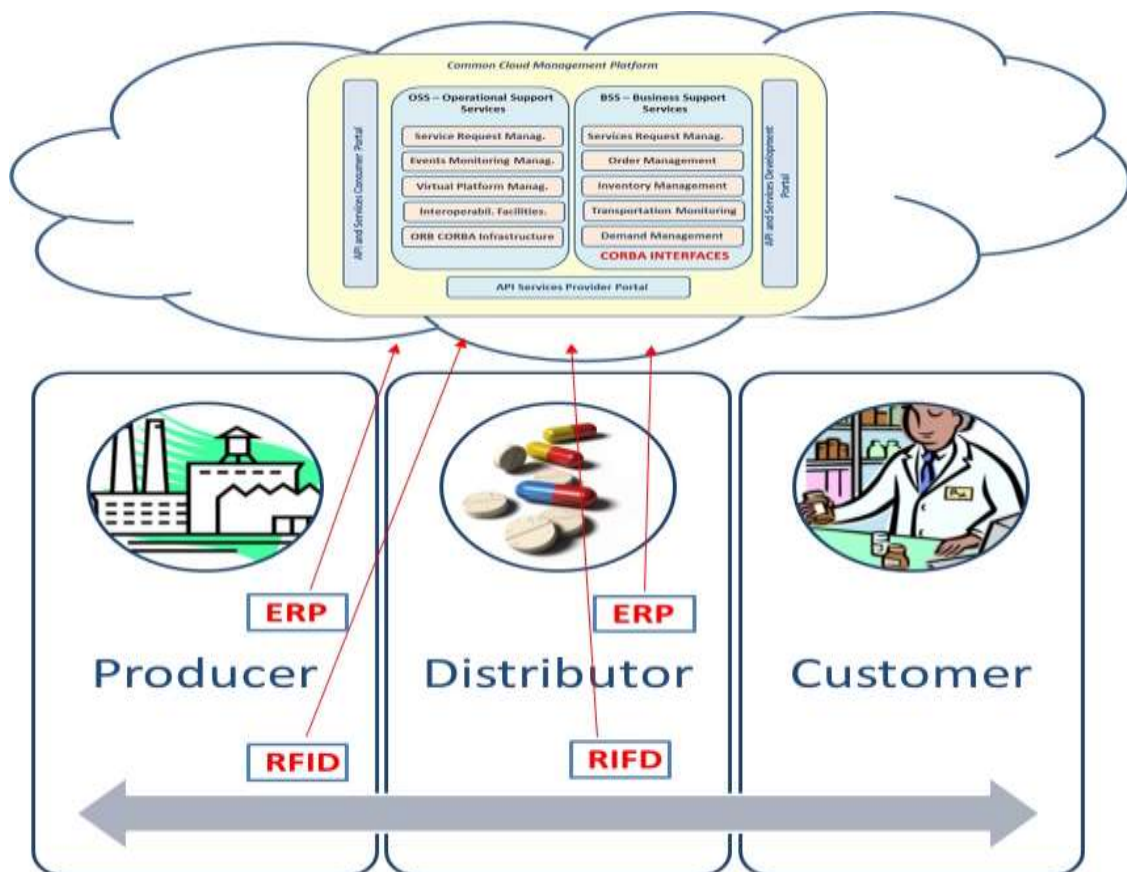 Common Cloud Management Platform
API and Services Consumer Portal
OSS – Operational Support
Services
Service Request Manag.
Events Monitoring Manag.
Virtual Platform Manag.
Interoperabil. Facilities.
ORB CORBA Infrastructure
BSS – Business Support
Services
Services Request Manag.
Order Management
Inventory Management
Transportation Monitoring
Demand Management
CORBA INTERFACES
API and Services Development
Portal
API Services Provider Portal
ERP
Producer
RFID
ERP
Distributor
RIFD
Customer